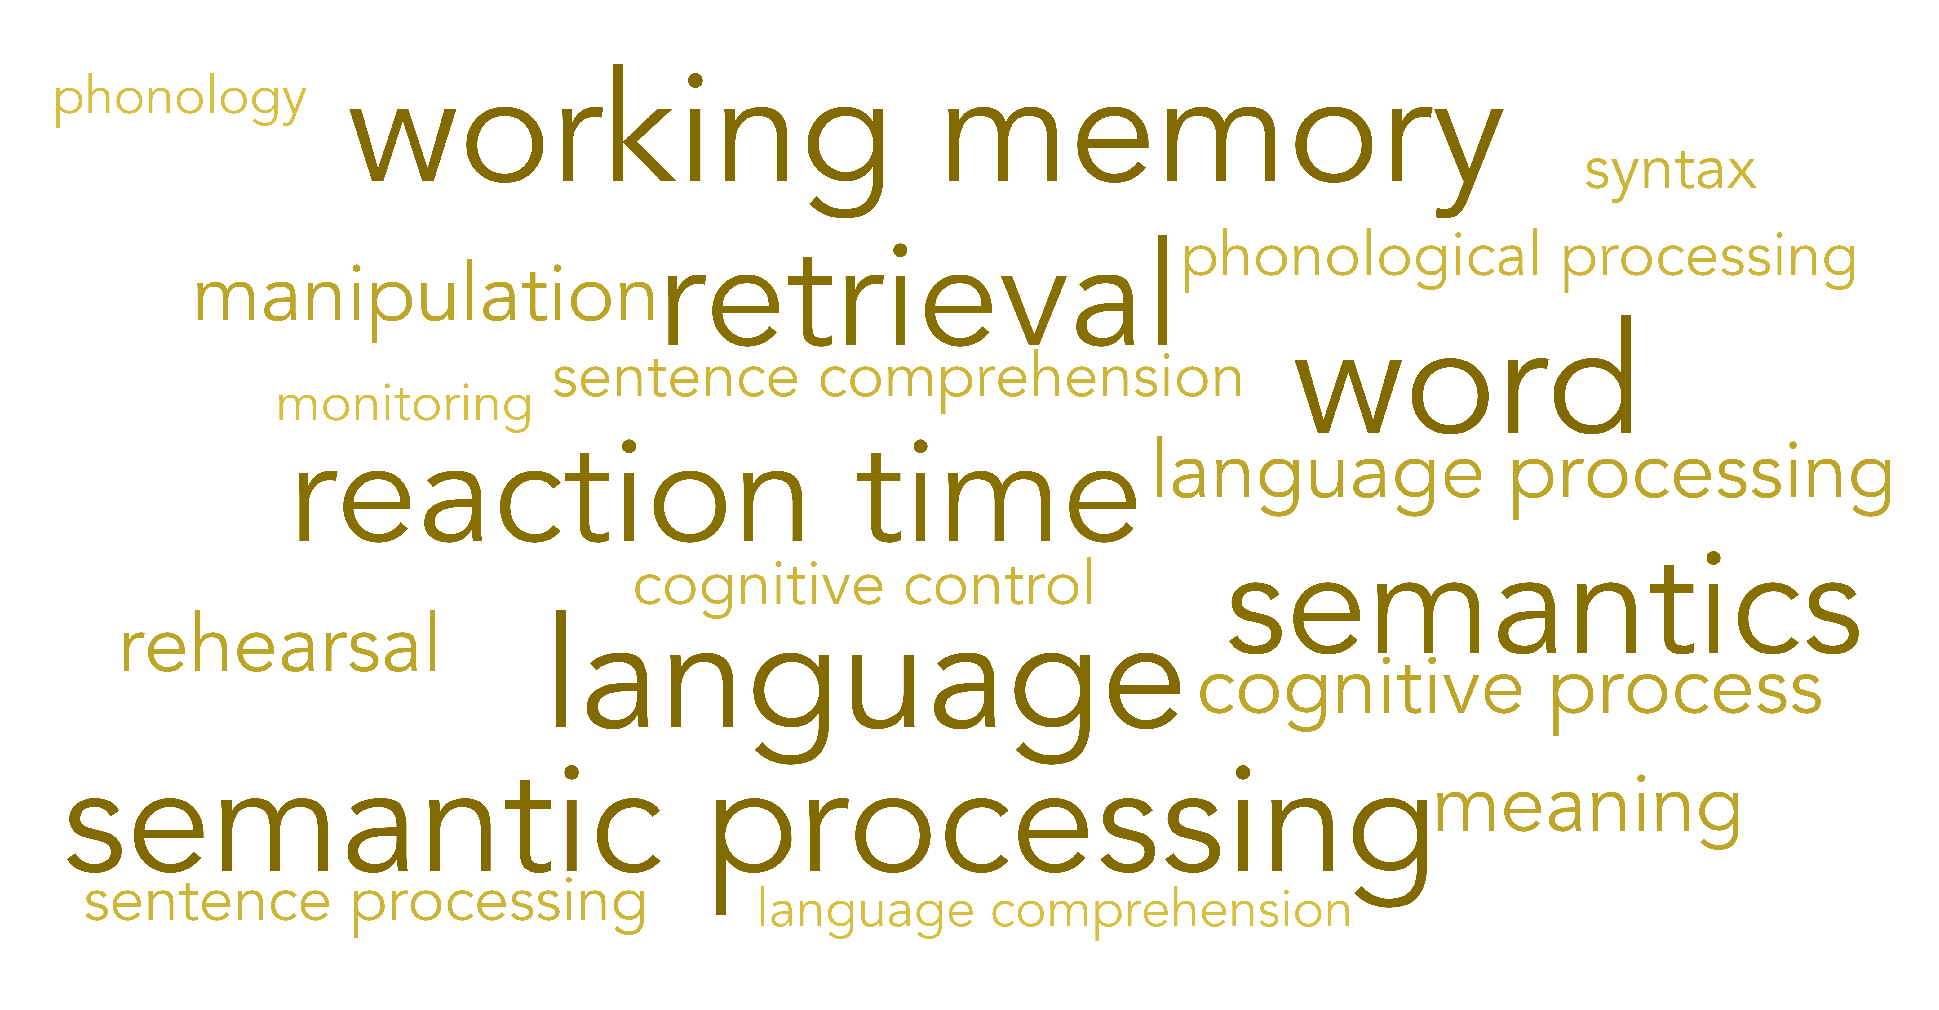 phonology
working memory
syntax
manipulation
retrieval
phonological processing
monitoring
sentence comprehension
word
reaction time
language processing
cognitive control
semantics
rehearsal
language
cognitive process
semantic processing
meaning
sentence processing
language comprehension